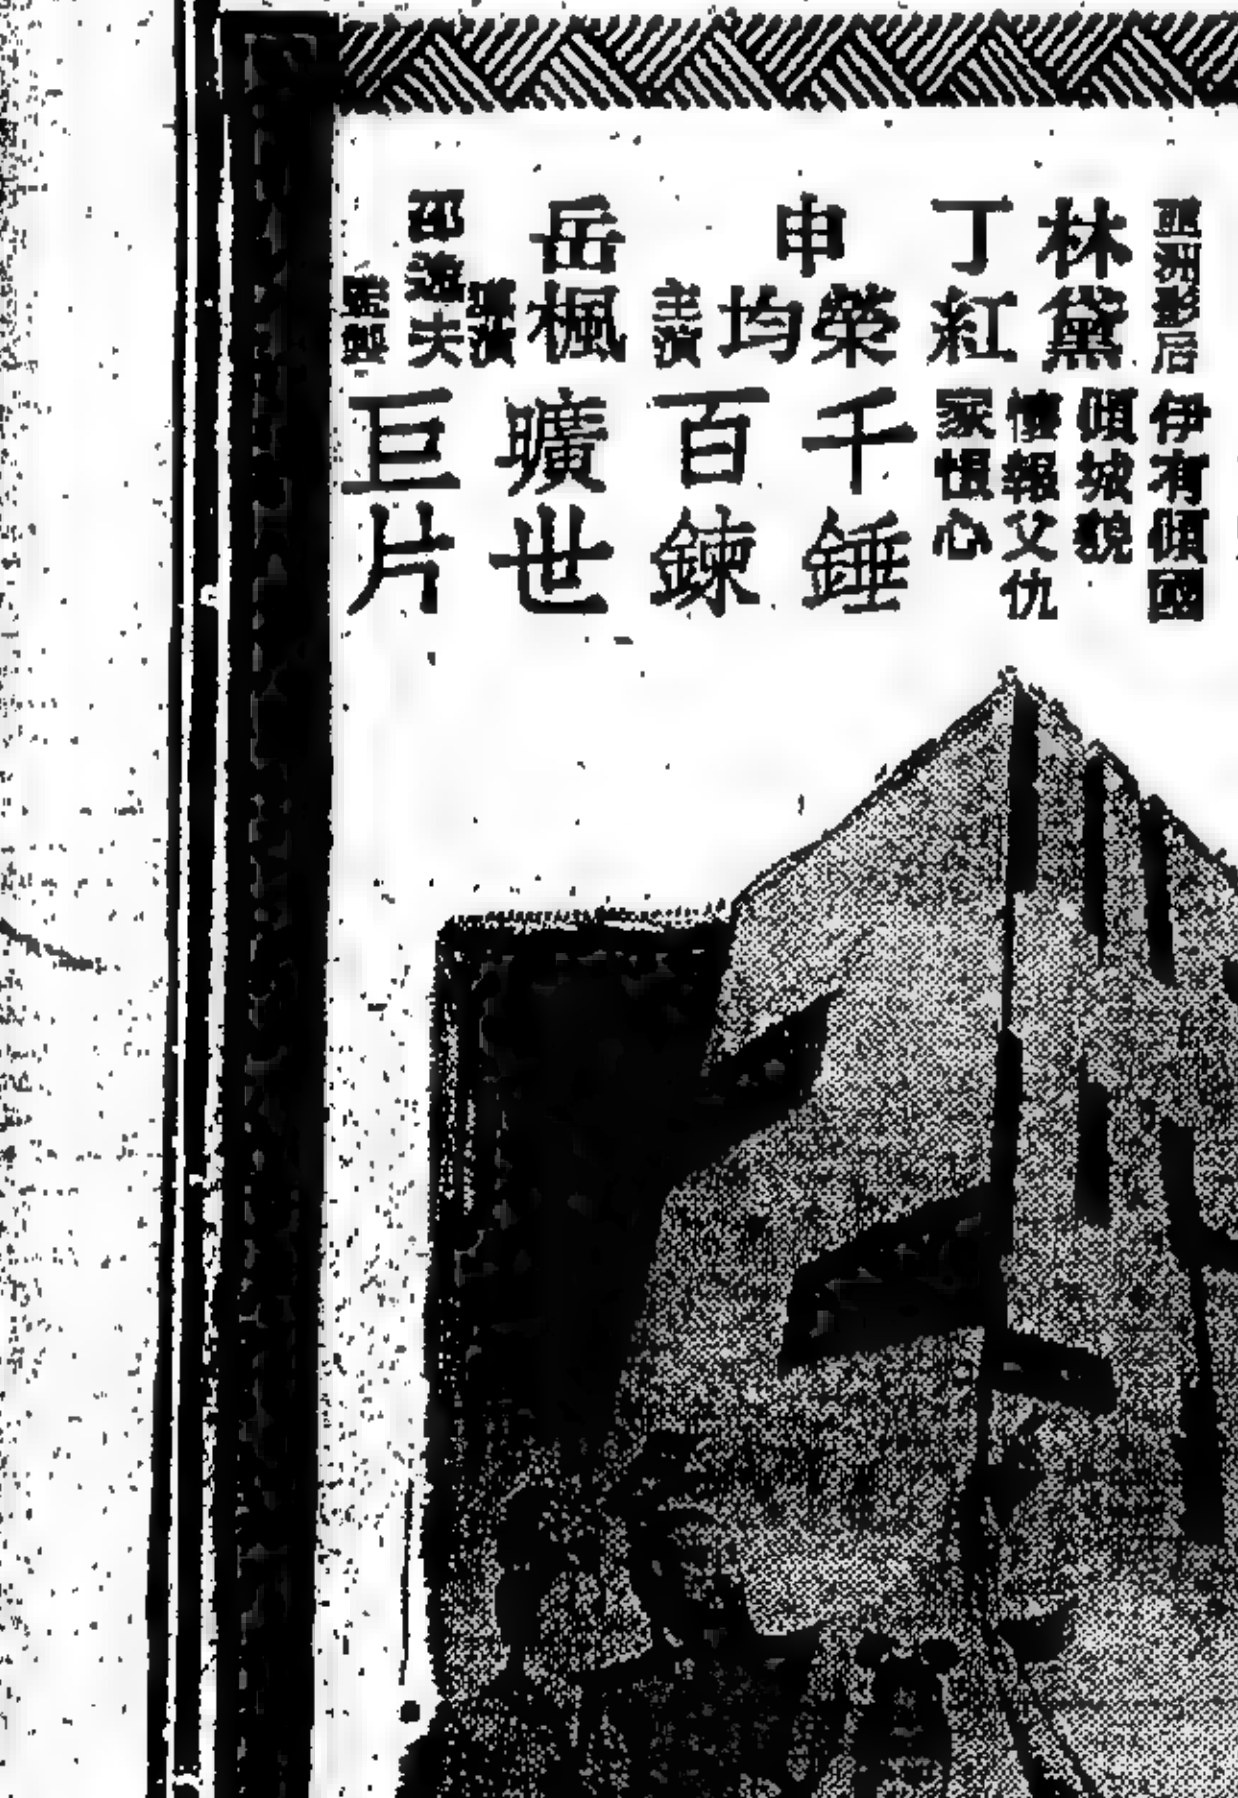 亞洲影后
林黛
丁紅
申榮均
主演
岳楓
導演
邵逸夫
監製
伊有傾國
傾城貌
懷報父仇
家恨心
千錘
百鍊
曠世
巨片